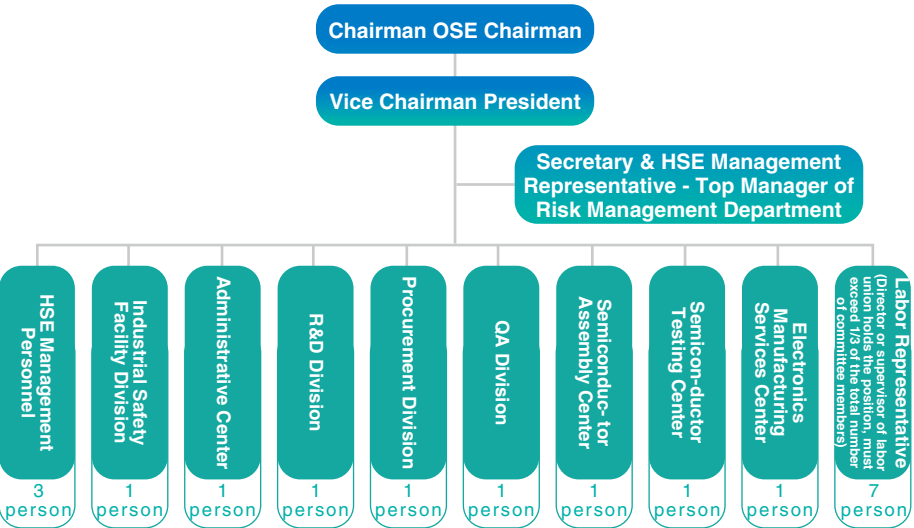 Chairman OSE Chairman
Vice Chairman President
Secretary & HSE Management
Representative - Top Manager of
Risk Management Department
HSE Management
Personnel
3
person
Industrial Safety
Facility Division
1
person
Administrative Center
1
person
R&D Division
1
person
Procurement Division
1
person
QA Division
1
person
Semiconduc- tor
Assembly Center
1
person
Semicon-ductor
Testing Center
1
person
Electronics
Manufacturing
Services Center
1
person
Labor Representative
(Director or supervisor of labor
union holds the position, must
exceed 1/3 of the total number
of committee members)
7
person